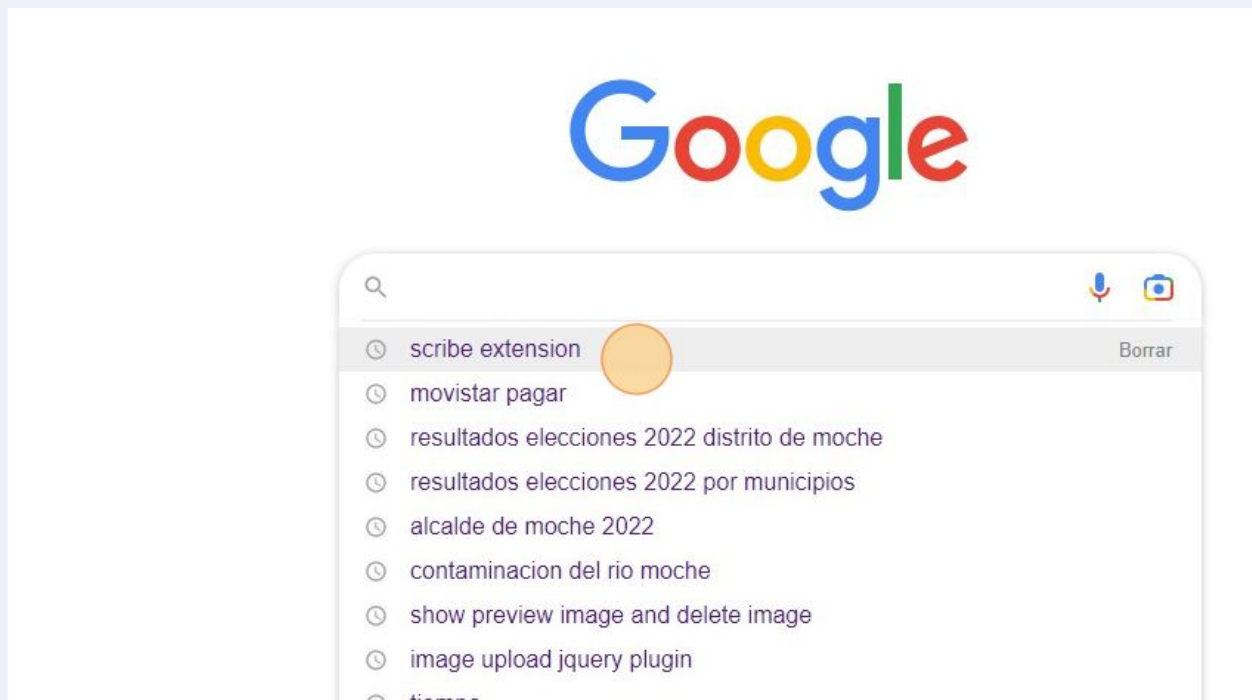 Google
scribe extension Borrar
movistar pagar
resultados elecciones 2022 distrito de moche
resultados elecciones 2022 por municipios
alcalde de moche 2022
contaminacion del rio moche
show preview image and delete image
image upload jquery plugin